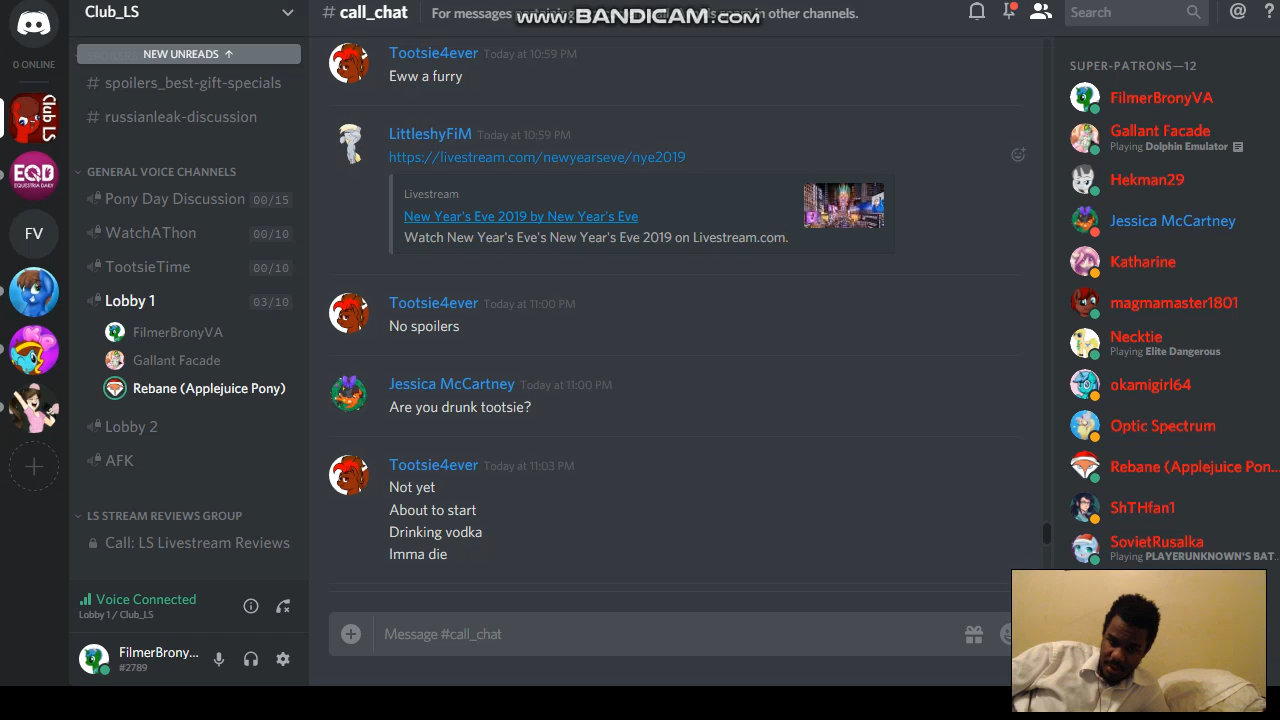 www.BANDICAM.com
Club_LS
# call_chat
For messages
in other channels.
Search
0 ONLINE
Club LS
EQD
EQUESTRIA DAILY
FV
NEW UNREADS ↑
# spoilers_best-gift-specials
# russianleak-discussion
GENERAL VOICE CHANNELS
Pony Day Discussion 00/15
WatchAThon 00/10
TootsieTime 00/10
Lobby 1 03/10
FilmerBronyVA
Gallant Facade
Rebane (Applejuice Pony)
Lobby 2
AFK
LS STREAM REVIEWS GROUP
Call: LS Livestream Reviews
Voice Connected
Lobby 1 / Club_LS
FilmerBrony...
#2789
Tootsie4ever Today at 10:59 PM
Eww a furry
LittleshyFiM Today at 10:59 PM
https://livestream.com/newyearseve/nye2019
Livestream
New Year's Eve 2019 by New Year's Eve
Watch New Year's Eve's New Year's Eve 2019 on Livestream.com.
Tootsie4ever Today at 11:00 PM
No spoilers
Jessica McCartney Today at 11:00 PM
Are you drunk tootsie?
Tootsie4ever Today at 11:03 PM
Not yet
About to start
Drinking vodka
Imma die
Message #call_chat
SUPER-PATRONS—12
FilmerBronyVA
Gallant Facade
Playing Dolphin Emulator
Hekman29
Jessica McCartney
Katharine
magmamaster1801
Necktie
Playing Elite Dangerous
okamigirl64
Optic Spectrum
Rebane (Applejuice Pon...
ShTHfan1
SovietRusalka
Playing PLAYERUNKNOWN'S BAT...